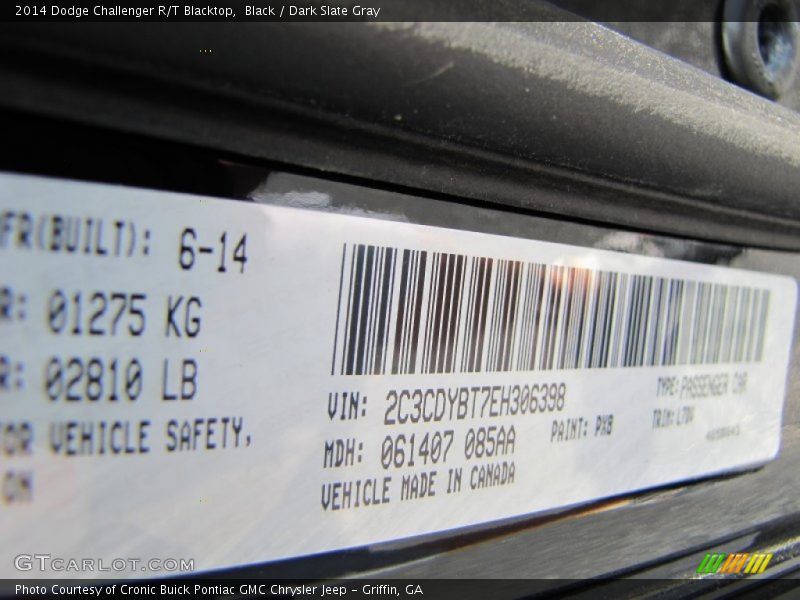 2014 Dodge Challenger R/T Blacktop, Black / Dark Slate Gray
FR(BUILT): 6-14
R: 01275 KG
R: 02810 LB
OR VEHICLE SAFETY,
ON
VIN: 2C3CDYBT7EH306398
MDH: 061407 085AA
VEHICLE MADE IN CANADA
PAINT: PX8
TYPE: PASSENGER CAR
TRIM:
GTCARLOT.COM
Photo Courtesy of Cronic Buick Pontiac GMC Chrysler Jeep - Griffin, GA